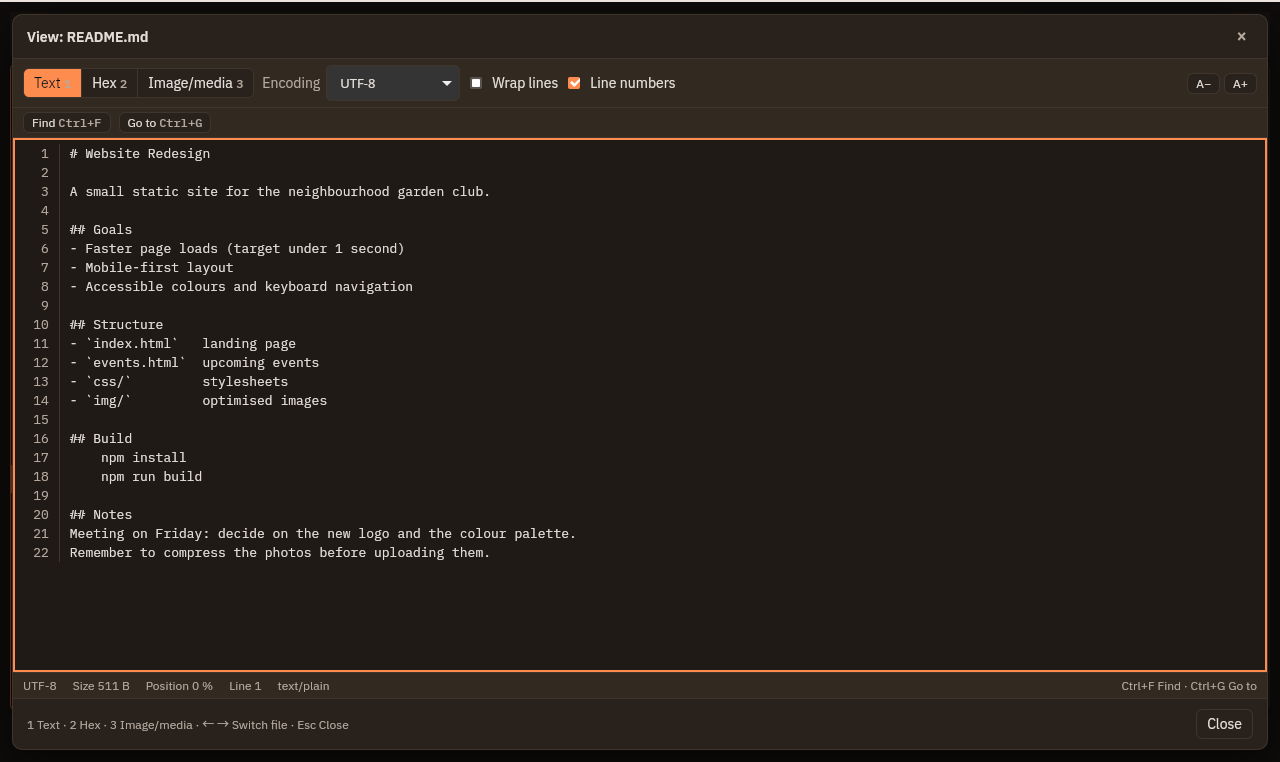 View: README.md ×
Text Hex 2 Image/media 3 Encoding UTF-8 Wrap lines Line numbers A− A+
Find Ctrl+F Go to Ctrl+G
1 # Website Redesign
2
3 A small static site for the neighbourhood garden club.
4
5 ## Goals
6 - Faster page loads (target under 1 second)
7 - Mobile-first layout
8 - Accessible colours and keyboard navigation
9
10 ## Structure
11 - `index.html`   landing page
12 - `events.html`  upcoming events
13 - `css/`         stylesheets
14 - `img/`         optimised images
15
16 ## Build
17     npm install
18     npm run build
19
20 ## Notes
21 Meeting on Friday: decide on the new logo and the colour palette.
22 Remember to compress the photos before uploading them.
UTF-8 Size 511 B Position 0 % Line 1 text/plain Ctrl+F Find · Ctrl+G Go to
1 Text · 2 Hex · 3 Image/media · ← → Switch file · Esc Close Close